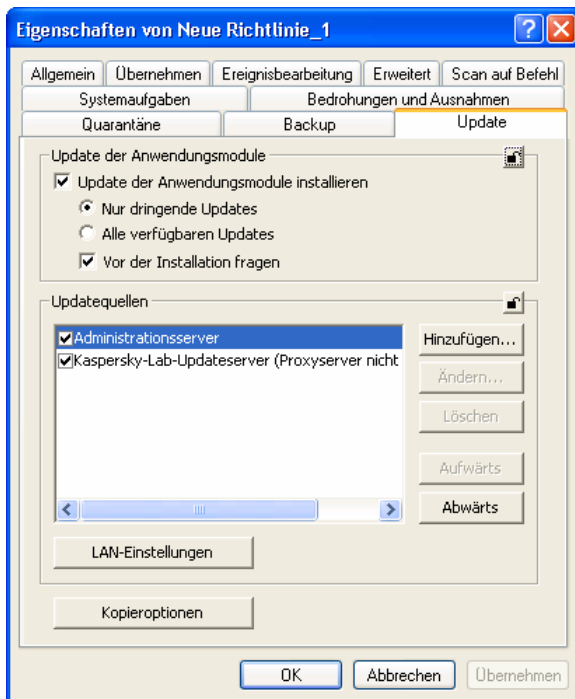 Eigenschaften von Neue Richtlinie_1
Allgemein Übernehmen Ereignisbearbeitung Erweitert Scan auf Befehl
Systemaufgaben Bedrohungen und Ausnahmen
Quarantäne Backup Update
Update der Anwendungsmodule
Update der Anwendungsmodule installieren
Nur dringende Updates
Alle verfügbaren Updates
Vor der Installation fragen
Updatequellen
Administrationsserver
Hinzufügen...
Kaspersky-Lab-Updateserver (Proxyserver nicht
Ändern...
Löschen
Aufwärts
Abwärts
LAN-Einstellungen
Kopieroptionen
OK Abbrechen Übernehmen